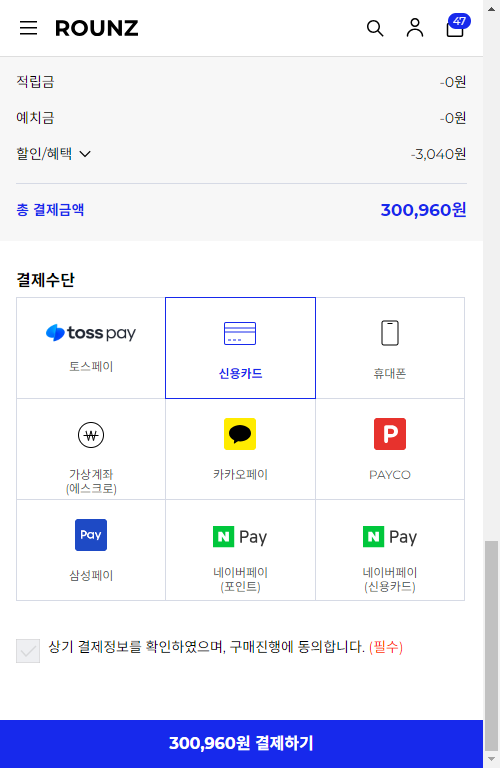 ROUNZ
47
적립금 -0원
예치금 -0원
할인/혜택 -3,040원
총 결제금액 300,960원
결제수단
toss pay
토스페이
신용카드
휴대폰
가상계좌
(에스크로)
카카오페이
P
PAYCO
Pay
삼성페이
N Pay
네이버페이
(포인트)
N Pay
네이버페이
(신용카드)
상기 결제정보를 확인하였으며, 구매진행에 동의합니다. (필수)
300,960원 결제하기